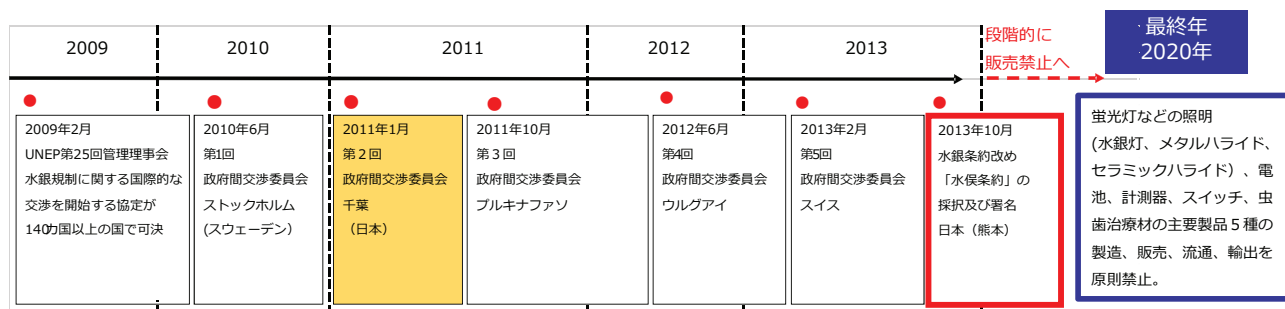 2009
2010
2011
2012
2013
段階的に
販売禁止へ
最終年
2020年
2009年2月
UNEP第25回管理理事会
水銀規制に関する国際的な
交渉を開始する協定が
140カ国以上の国で可決
2010年6月
第1回
政府間交渉委員会
ストックホルム
(スウェーデン）
2011年1月
第２回
政府間交渉委員会
千葉
（日本）
2011年10月
第３回
政府間交渉委員会
ブルキナファソ
2012年6月
第4回
政府間交渉委員会
ウルグアイ
2013年2月
第5回
政府間交渉委員会
スイス
2013年10月
水銀条約改め
「水俣条約」の
採択及び署名
日本（熊本）
蛍光灯などの照明
(水銀灯、メタルハライド、
セラミックハライド）、電
池、計測器、スイッチ、虫
歯治療材の主要製品５種の
製造、販売、流通、輸出を
原則禁止。